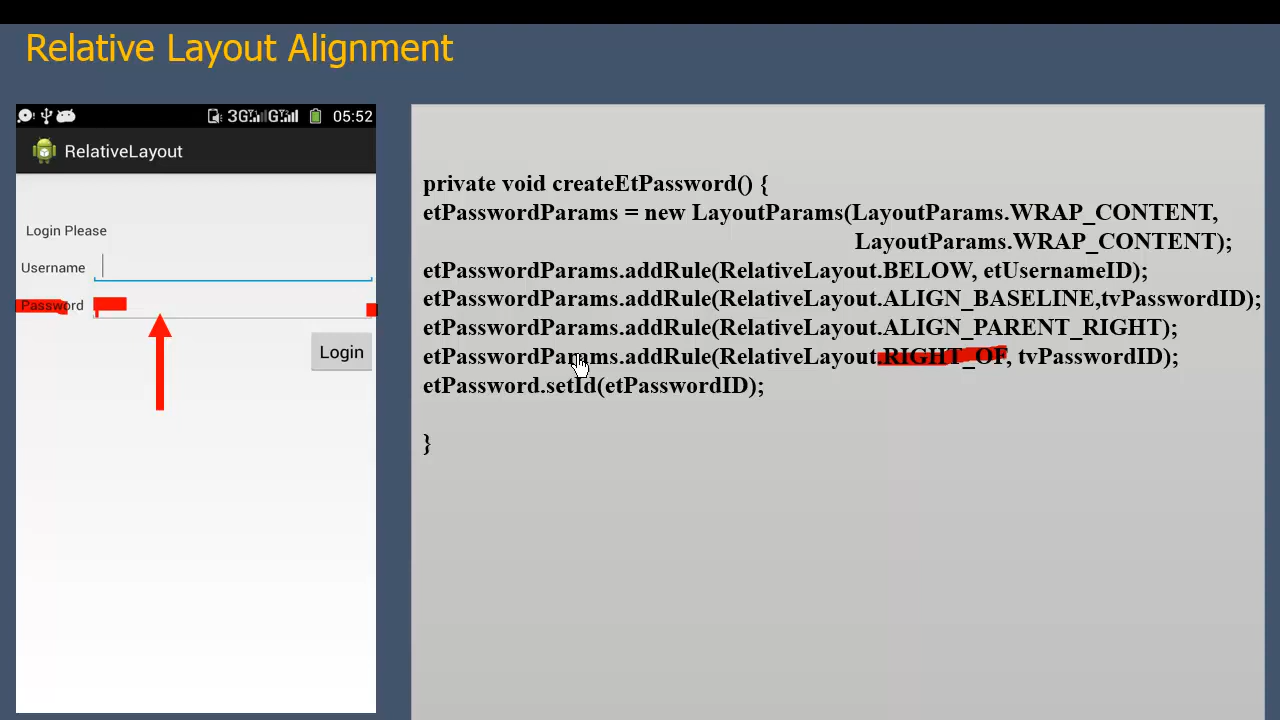 Relative Layout Alignment
3G G 05:52
RelativeLayout
Login Please
Username
Password
Login
private void createEtPassword() {
etPasswordParams = new LayoutParams(LayoutParams.WRAP_CONTENT,
LayoutParams.WRAP_CONTENT);
etPasswordParams.addRule(RelativeLayout.BELOW, etUsernameID);
etPasswordParams.addRule(RelativeLayout.ALIGN_BASELINE,tvPasswordID);
etPasswordParams.addRule(RelativeLayout.ALIGN_PARENT_RIGHT);
etPasswordParams.addRule(RelativeLayout.RIGHT_OF, tvPasswordID);
etPassword.setId(etPasswordID);
}